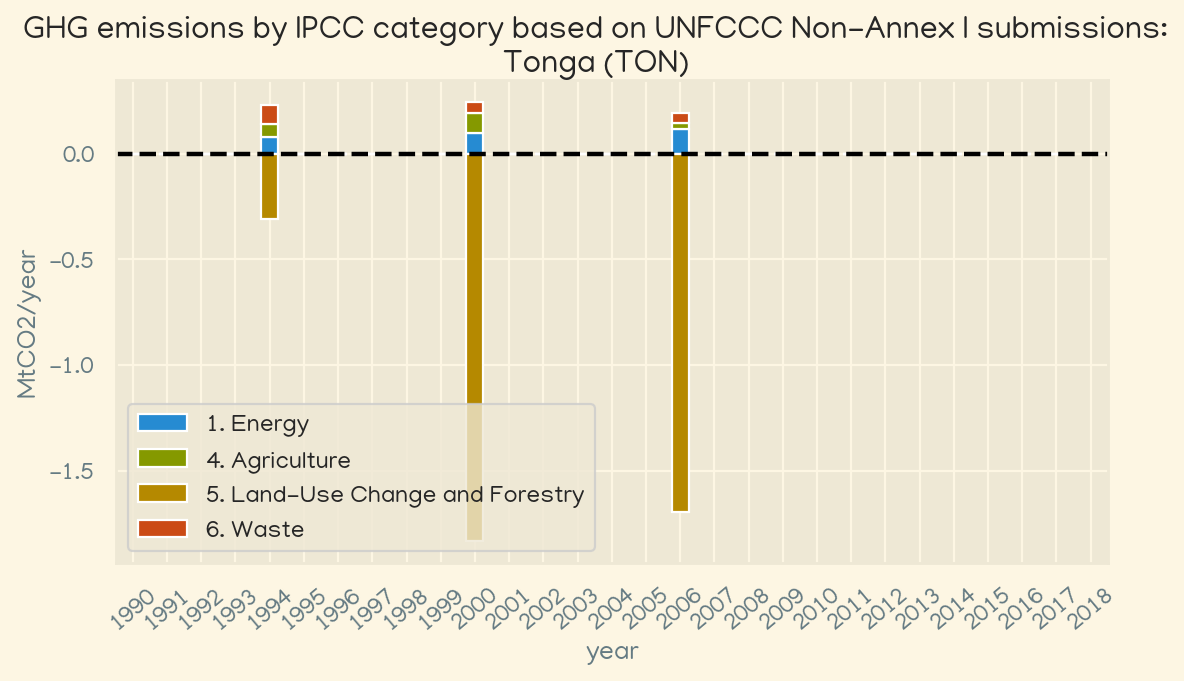 GHG emissions by IPCC category based on UNFCCC Non-Annex I submissions:
Tonga (TON)
MtCO2/year
0.0
-0.5
-1.0
-1.5
1. Energy
4. Agriculture
5. Land-Use Change and Forestry
6. Waste
1990 1991 1992 1993 1994 1995 1996 1997 1998 1999 2000 2001 2002 2003 2004 2005 2006 2007 2008 2009 2010 2011 2012 2013 2014 2015 2016 2017 2018
year